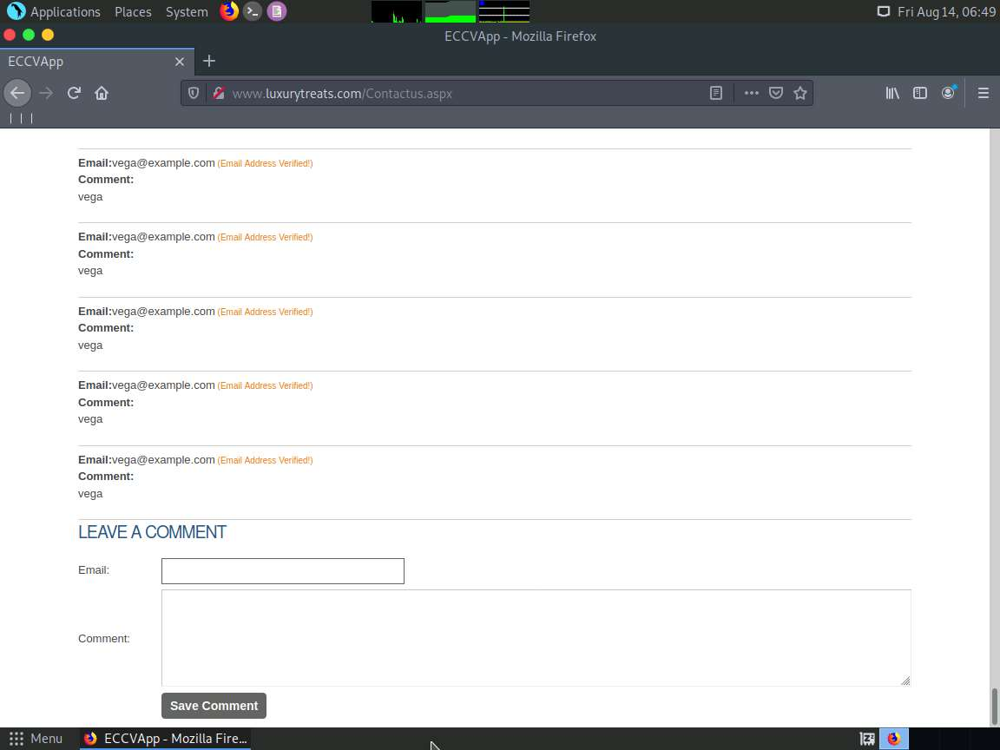 Applications Places System
Fri Aug 14, 06:49
ECCVApp - Mozilla Firefox
ECCVApp
www.luxurytreats.com/Contactus.aspx
Email:vega@example.com (Email Address Verified!)
Comment:
vega
Email:vega@example.com (Email Address Verified!)
Comment:
vega
Email:vega@example.com (Email Address Verified!)
Comment:
vega
Email:vega@example.com (Email Address Verified!)
Comment:
vega
Email:vega@example.com (Email Address Verified!)
Comment:
vega
LEAVE A COMMENT
Email:
Comment:
Save Comment
Menu ECCVApp - Mozilla Fire...